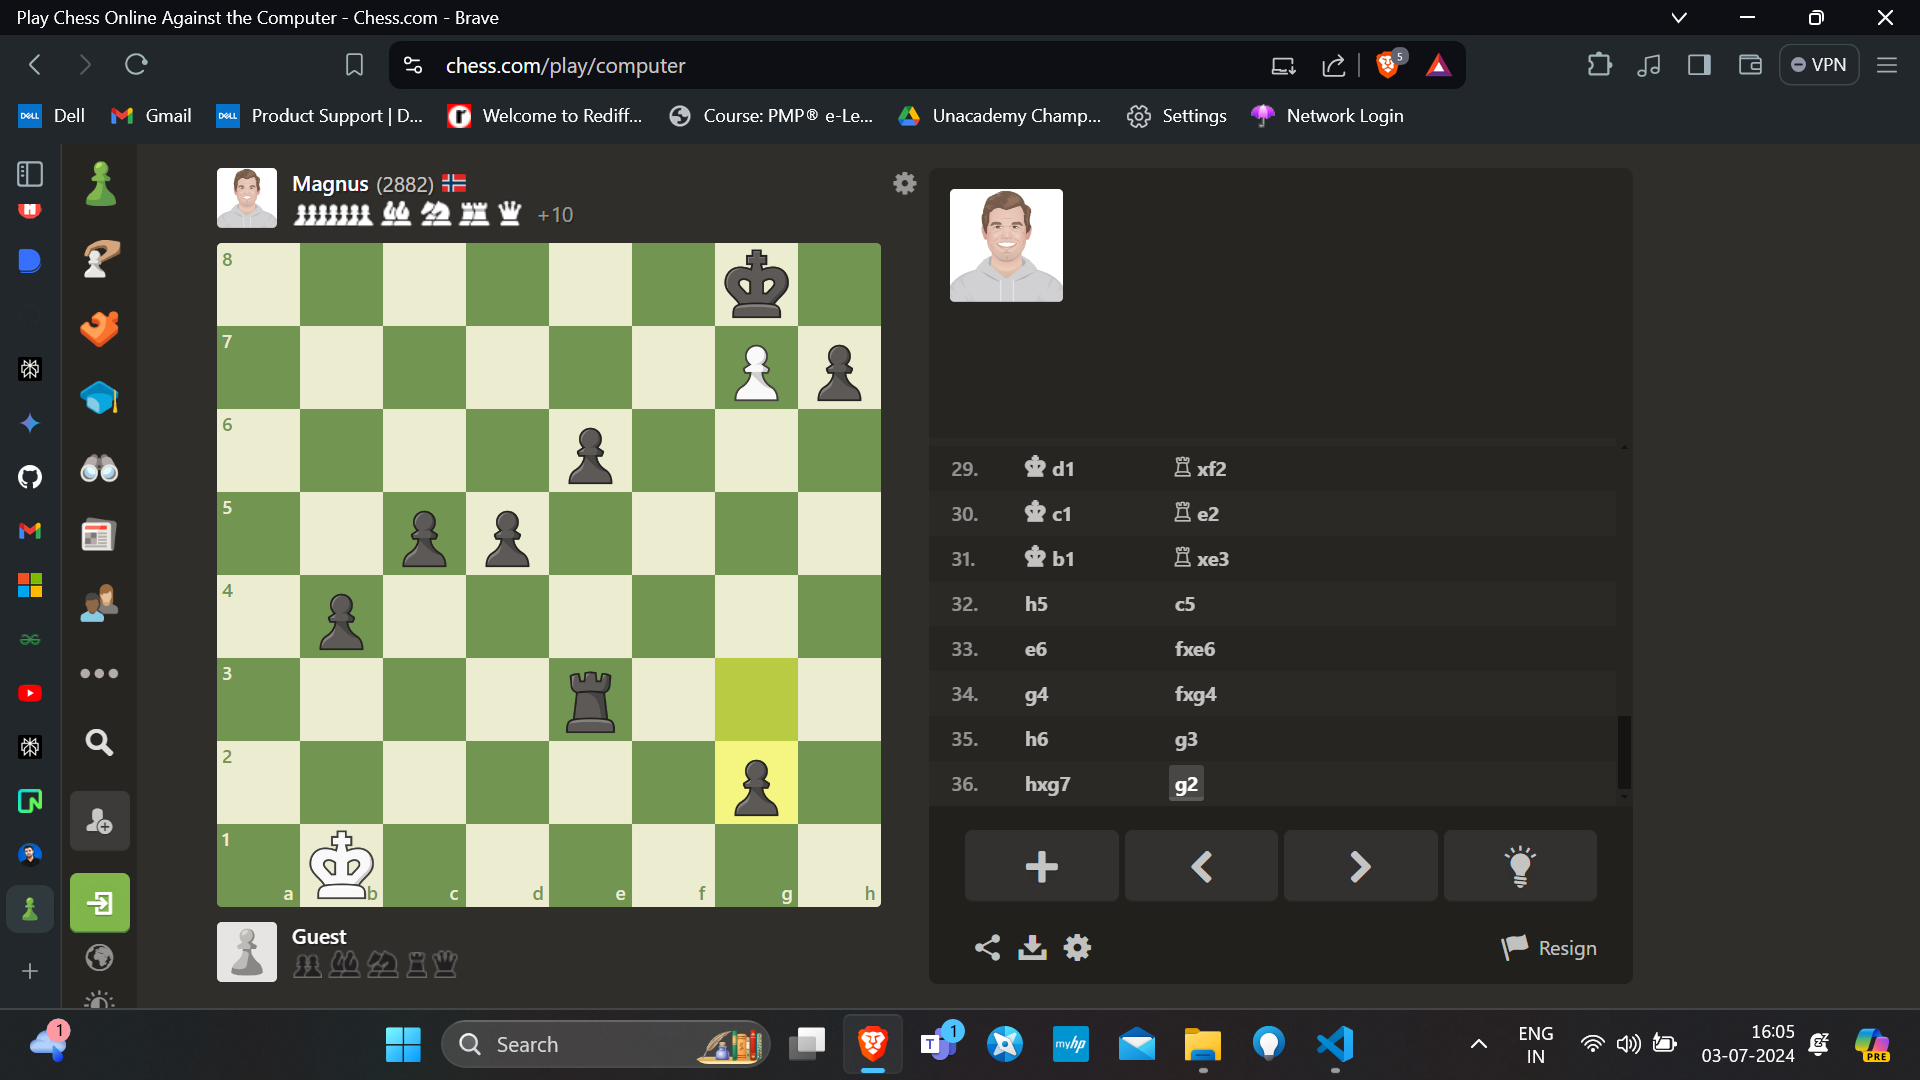 Play Chess Online Against the Computer - Chess.com - Brave
chess.com/play/computer
5
VPN
DELL Dell
Gmail
DELL Product Support | D...
Welcome to Rediff...
Course: PMP® e-Le...
Unacademy Champ...
Settings
Network Login
Magnus (2882)
+10
8
7
6
5
4
3
2
1
a b c d e f g h
Guest
29. d1 xf2
30. c1 e2
31. b1 xe3
32. h5 c5
33. e6 fxe6
34. g4 fxg4
35. h6 g3
36. hxg7 g2
Resign
1
Search
1
T
myhp
ENG
IN
16:05
03-07-2024
PRE